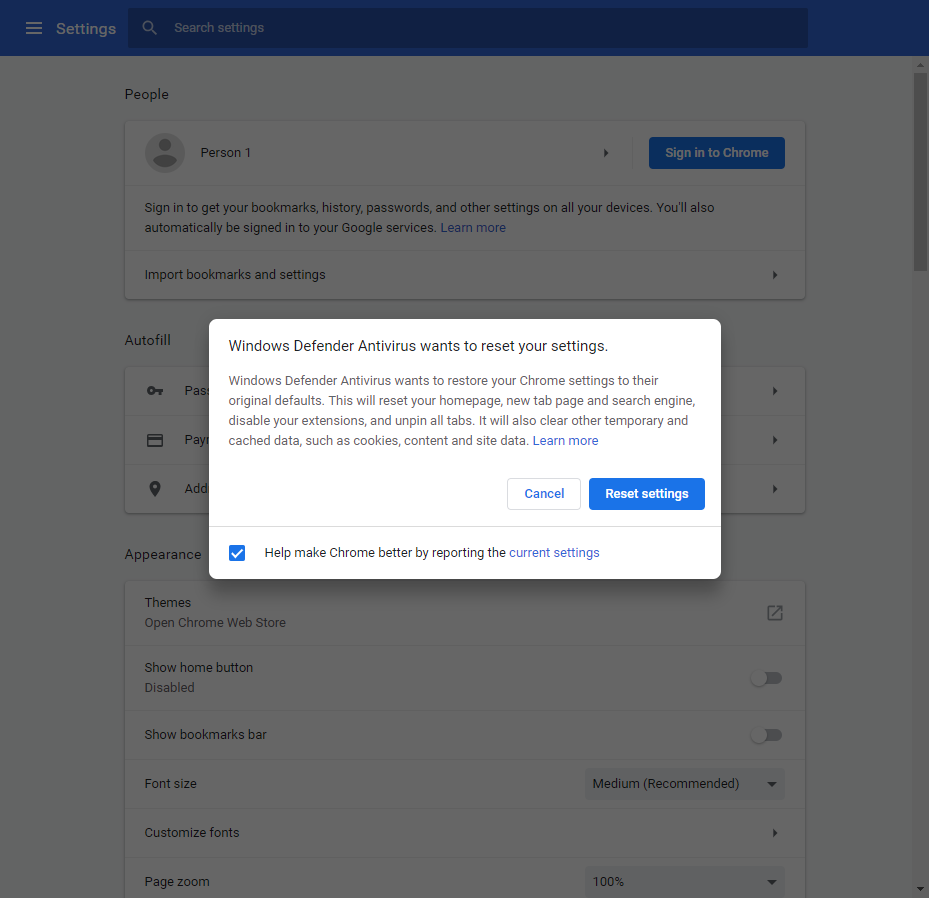 Settings
Search settings
People
Person 1
Sign in to Chrome
Sign in to get your bookmarks, history, passwords, and other settings on all your devices. You'll also
automatically be signed in to your Google services. Learn more
Import bookmarks and settings
Autofill
Windows Defender Antivirus wants to reset your settings.
Windows Defender Antivirus wants to restore your Chrome settings to their
original defaults. This will reset your homepage, new tab page and search engine,
disable your extensions, and unpin all tabs. It will also clear other temporary and
cached data, such as cookies, content and site data. Learn more
Cancel
Reset settings
Help make Chrome better by reporting the current settings
Appearance
Themes
Open Chrome Web Store
Show home button
Disabled
Show bookmarks bar
Font size
Medium (Recommended)
Customize fonts
Page zoom
100%